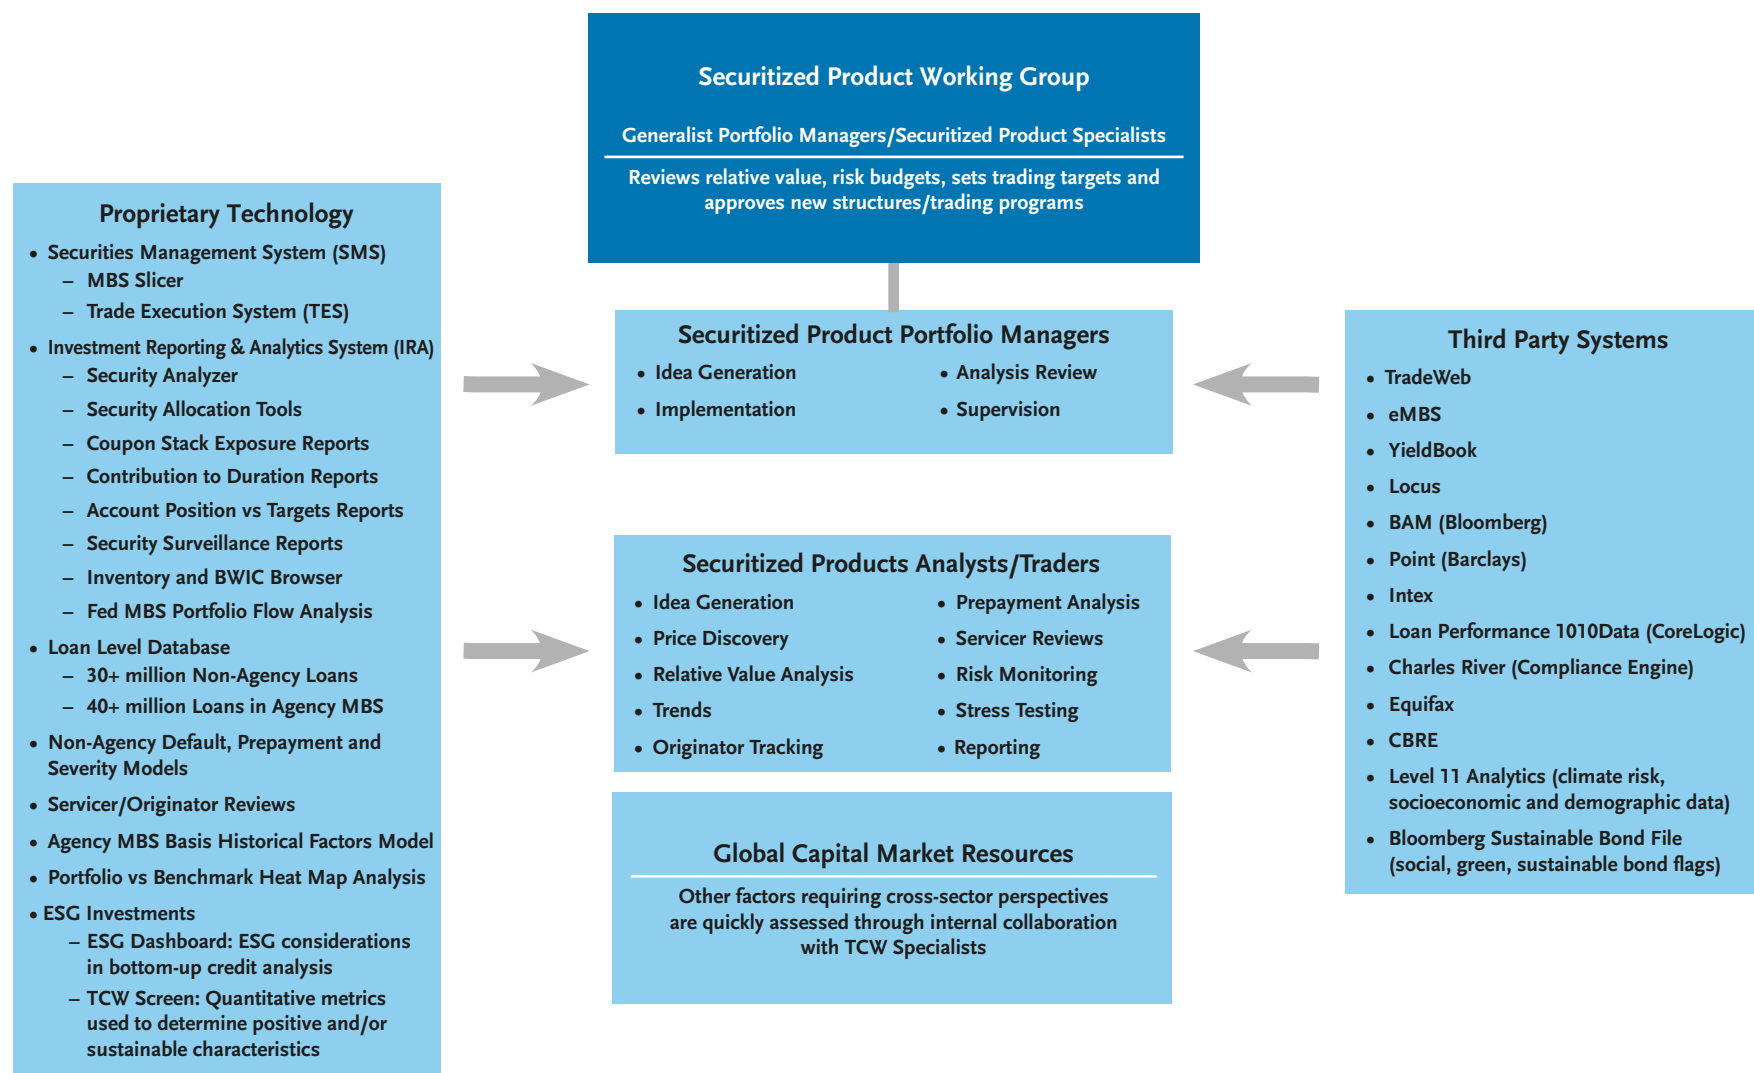 Securitized Product Working Group
Generalist Portfolio Managers/Securitized Product Specialists
Reviews relative value, risk budgets, sets trading targets and
approves new structures/trading programs
Proprietary Technology
• Securities Management System (SMS)
– MBS Slicer
– Trade Execution System (TES)
• Investment Reporting & Analytics System (IRA)
– Security Analyzer
– Security Allocation Tools
– Coupon Stack Exposure Reports
– Contribution to Duration Reports
– Account Position vs Targets Reports
– Security Surveillance Reports
– Inventory and BWIC Browser
– Fed MBS Portfolio Flow Analysis
• Loan Level Database
– 30+ million Non-Agency Loans
– 40+ million Loans in Agency MBS
• Non-Agency Default, Prepayment and
Severity Models
• Servicer/Originator Reviews
• Agency MBS Basis Historical Factors Model
• Portfolio vs Benchmark Heat Map Analysis
• ESG Investments
– ESG Dashboard: ESG considerations
in bottom-up credit analysis
– TCW Screen: Quantitative metrics
used to determine positive and/or
sustainable characteristics
Securitized Product Portfolio Managers
• Idea Generation
• Implementation
• Analysis Review
• Supervision
Securitized Products Analysts/Traders
• Idea Generation
• Price Discovery
• Relative Value Analysis
• Trends
• Originator Tracking
• Prepayment Analysis
• Servicer Reviews
• Risk Monitoring
• Stress Testing
• Reporting
Global Capital Market Resources
Other factors requiring cross-sector perspectives
are quickly assessed through internal collaboration
with TCW Specialists
Third Party Systems
• TradeWeb
• eMBS
• YieldBook
• Locus
• BAM (Bloomberg)
• Point (Barclays)
• Intex
• Loan Performance 1010Data (CoreLogic)
• Charles River (Compliance Engine)
• Equifax
• CBRE
• Level 11 Analytics (climate risk,
socioeconomic and demographic data)
• Bloomberg Sustainable Bond File
(social, green, sustainable bond flags)